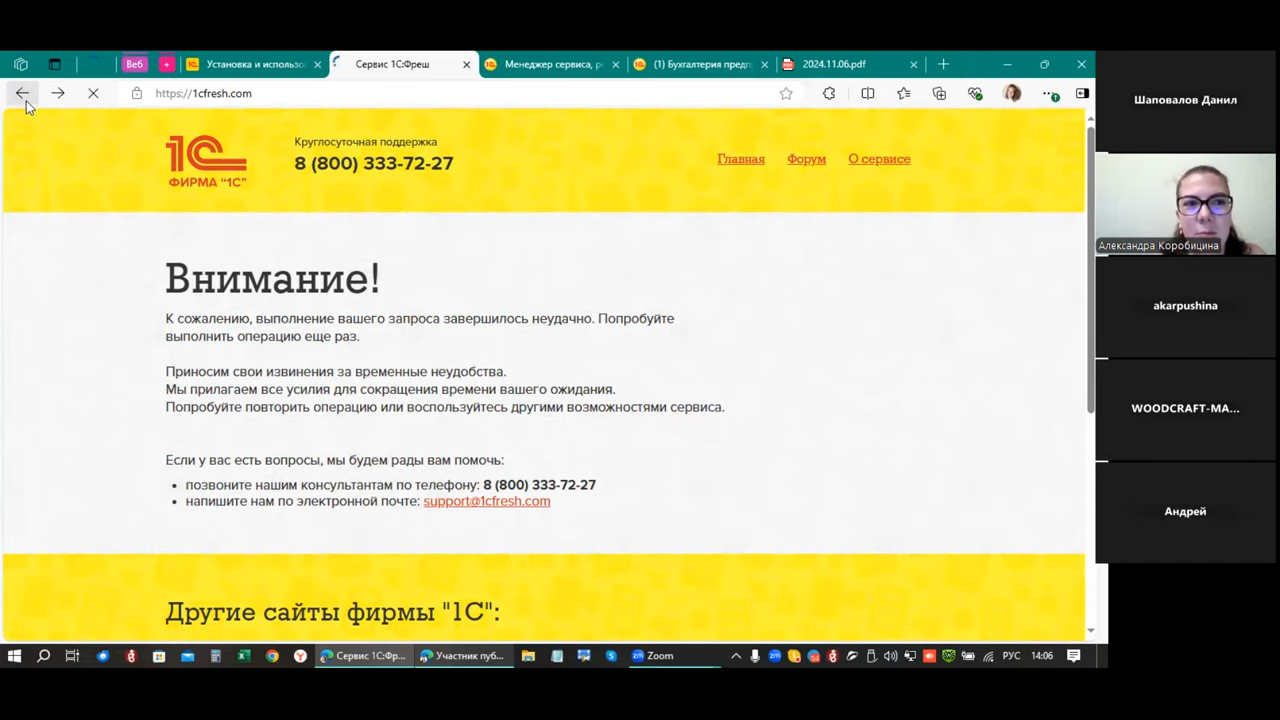 Веб
+
Установка и использо
Сервис 1С:Фреш
Менеджер сервиса, р
(1) Бухгалтерия предп
2024.11.06.pdf
https://1cfresh.com
1С
ФИРМА “1С”
Круглосуточная поддержка
8 (800) 333-72-27
Главная
Форум
О сервисе
Внимание!
К сожалению, выполнение вашего запроса завершилось неудачно. Попробуйте
выполнить операцию еще раз.
Приносим свои извинения за временные неудобства.
Мы прилагаем все усилия для сокращения времени вашего ожидания.
Попробуйте повторить операцию или воспользуйтесь другими возможностями сервиса.
Если у вас есть вопросы, мы будем рады вам помочь:
• позвоните нашим консультантам по телефону: 8 (800) 333-72-27
• напишите нам по электронной почте: support@1cfresh.com
Другие сайты фирмы "1С":
Шаповалов Данил
Александра Коробицина
akarpushina
WOODCRAFT-MA...
Андрей
Сервис 1С:Фр...
Участник пуб...
Zoom
РУС
14:06